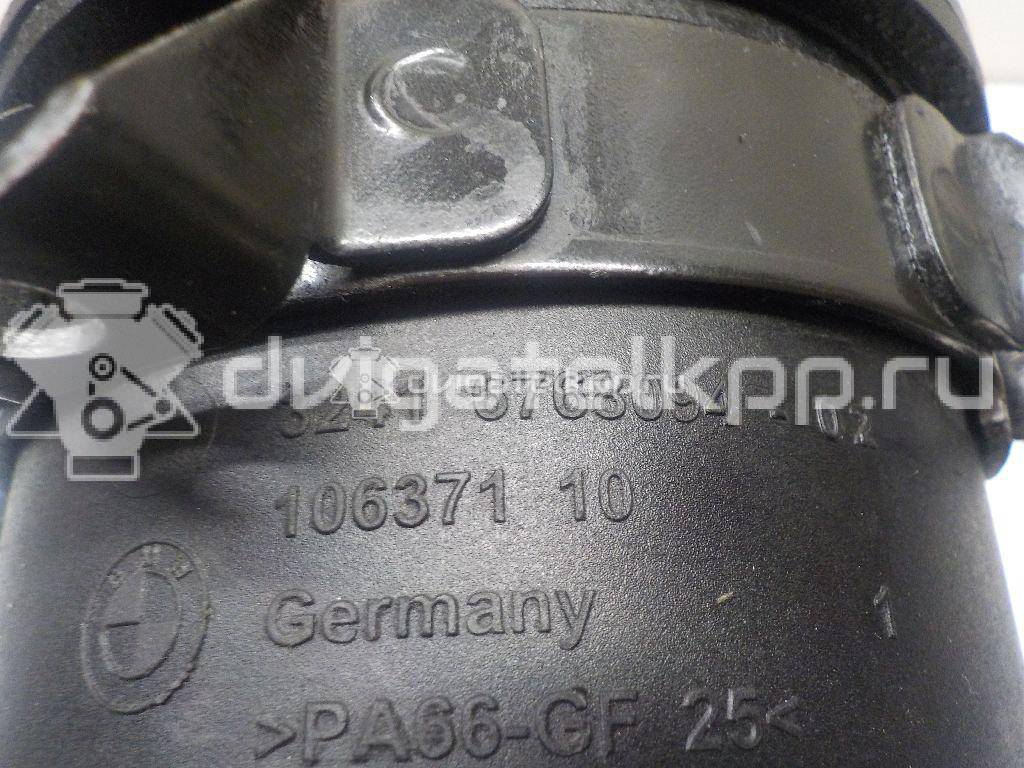 S
dvigatelkpp.ru
106371 10
Germany
1
>PA66-GF 25<